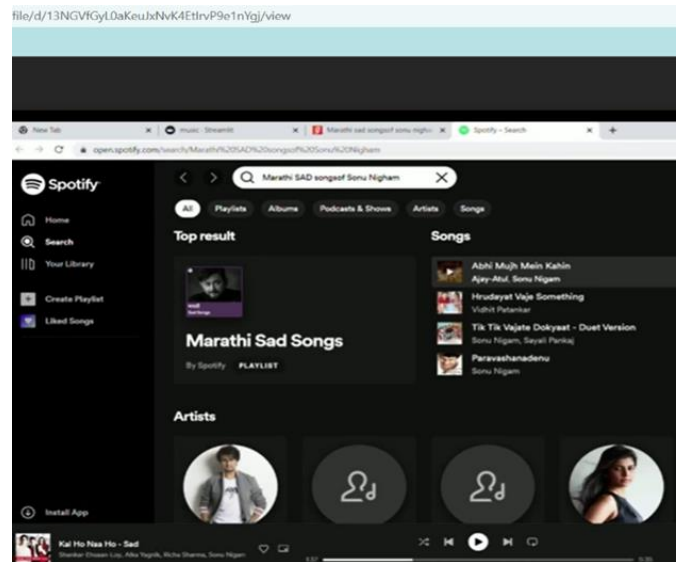 file/d/13NGVfGyL0aKeuJxNvK4EtIrvP9e1nYgj/view
New Tab
music · Streamlit
Marathi sad songsof sonu nigh
Spotify – Search
open.spotify.com/search/Marathi%20SAD%20songsof%20Sonu%20Nigham
Spotify
Marathi SAD songsof Sonu Nigham
Home
Search
Your Library
Create Playlist
Liked Songs
Install App
All
Playlists
Albums
Podcasts & Shows
Artists
Songs
Top result
Marathi Sad Songs
By Spotify
PLAYLIST
Songs
Abhi Mujh Mein Kahin
Ajay-Atul, Sonu Nigam
Hrudayat Vaje Something
Vidhit Patankar
Tik Tik Vajate Dokyaat - Duet Version
Sonu Nigam, Sayali Pankaj
Paravashanadenu
Sonu Nigam
Artists
Kal Ho Naa Ho - Sad
Shankar-Ehsaan-Loy, Alka Yagnik, Richa Sharma, Sonu Nigam